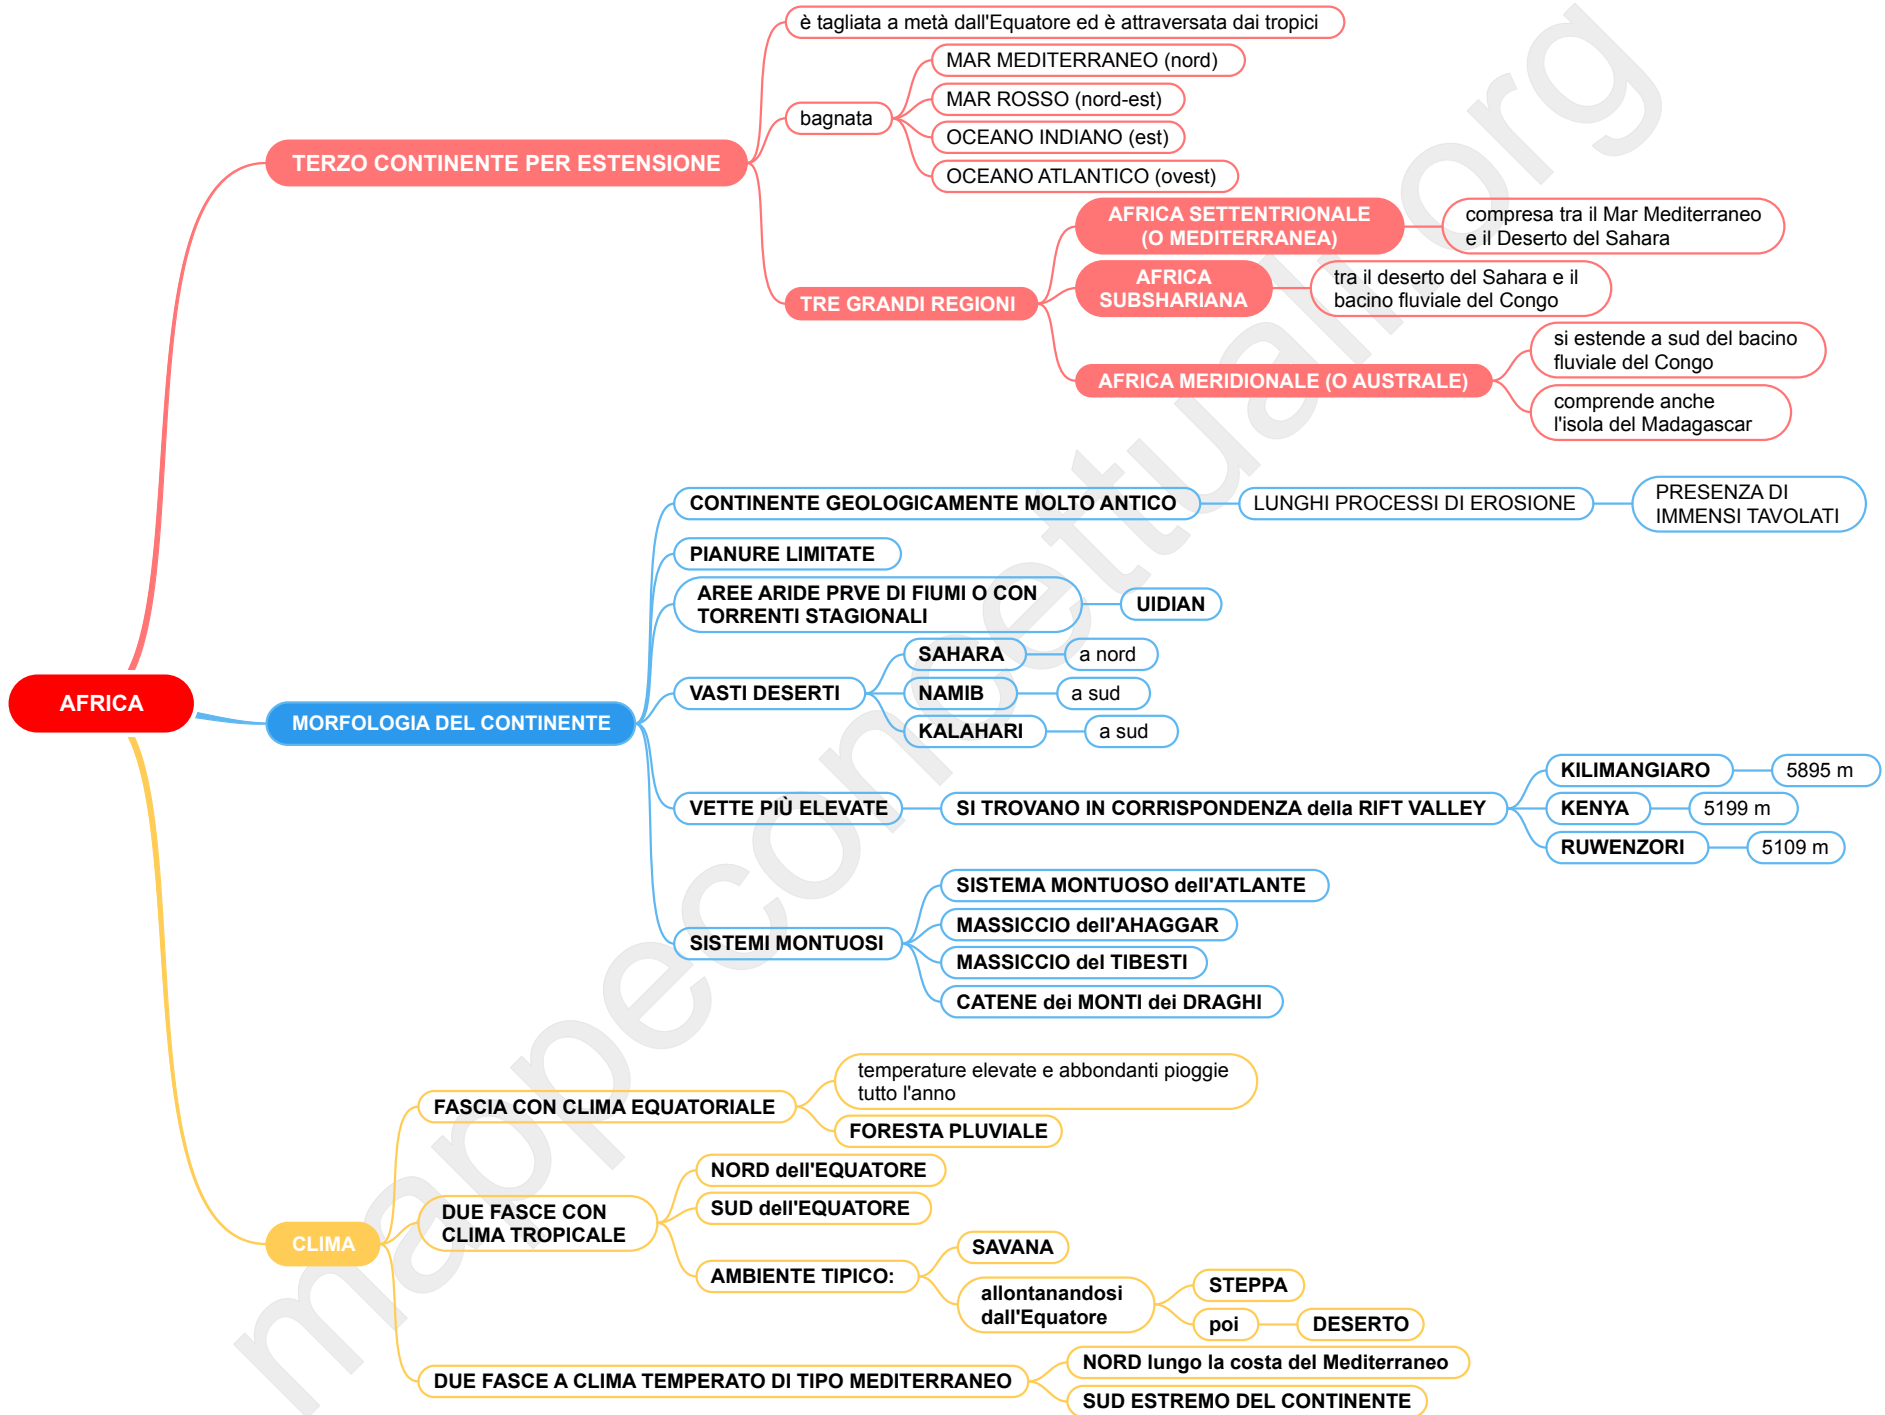 è tagliata a metà dall'Equatore ed è attraversata dai tropici
MAR MEDITERRANEO (nord)
MAR ROSSO (nord-est)
bagnata
OCEANO INDIANO (est)
OCEANO ATLANTICO (ovest)
TERZO CONTINENTE PER ESTENSIONE
AFRICA SETTENTRIONALE
(O MEDITERRANEA)
compresa tra il Mar Mediterraneo
e il Deserto del Sahara
AFRICA
SUBSHARIANA
tra il deserto del Sahara e il
bacino fluviale del Congo
TRE GRANDI REGIONI
si estende a sud del bacino
fluviale del Congo
AFRICA MERIDIONALE (O AUSTRALE)
comprende anche
l'isola del Madagascar
CONTINENTE GEOLOGICAMENTE MOLTO ANTICO
LUNGHI PROCESSI DI EROSIONE
PRESENZA DI
IMMENSI TAVOLATI
PIANURE LIMITATE
AREE ARIDE PRVE DI FIUMI O CON
TORRENTI STAGIONALI
UIDIAN
SAHARA
a nord
VASTI DESERTI
NAMIB
a sud
KALAHARI
a sud
AFRICA
MORFOLOGIA DEL CONTINENTE
KILIMANGIARO
5895 m
VETTE PIÙ ELEVATE
SI TROVANO IN CORRISPONDENZA della RIFT VALLEY
KENYA
5199 m
RUWENZORI
5109 m
SISTEMA MONTUOSO dell'ATLANTE
MASSICCIO dell'AHAGGAR
SISTEMI MONTUOSI
MASSICCIO del TIBESTI
CATENE dei MONTI dei DRAGHI
temperature elevate e abbondanti pioggie
tutto l'anno
FASCIA CON CLIMA EQUATORIALE
FORESTA PLUVIALE
NORD dell'EQUATORE
DUE FASCE CON
CLIMA TROPICALE
SUD dell'EQUATORE
CLIMA
SAVANA
AMBIENTE TIPICO:
allontanandosi
dall'Equatore
STEPPA
poi
DESERTO
NORD lungo la costa del Mediterraneo
DUE FASCE A CLIMA TEMPERATO DI TIPO MEDITERRANEO
SUD ESTREMO DEL CONTINENTE
mappeconcettuali.org